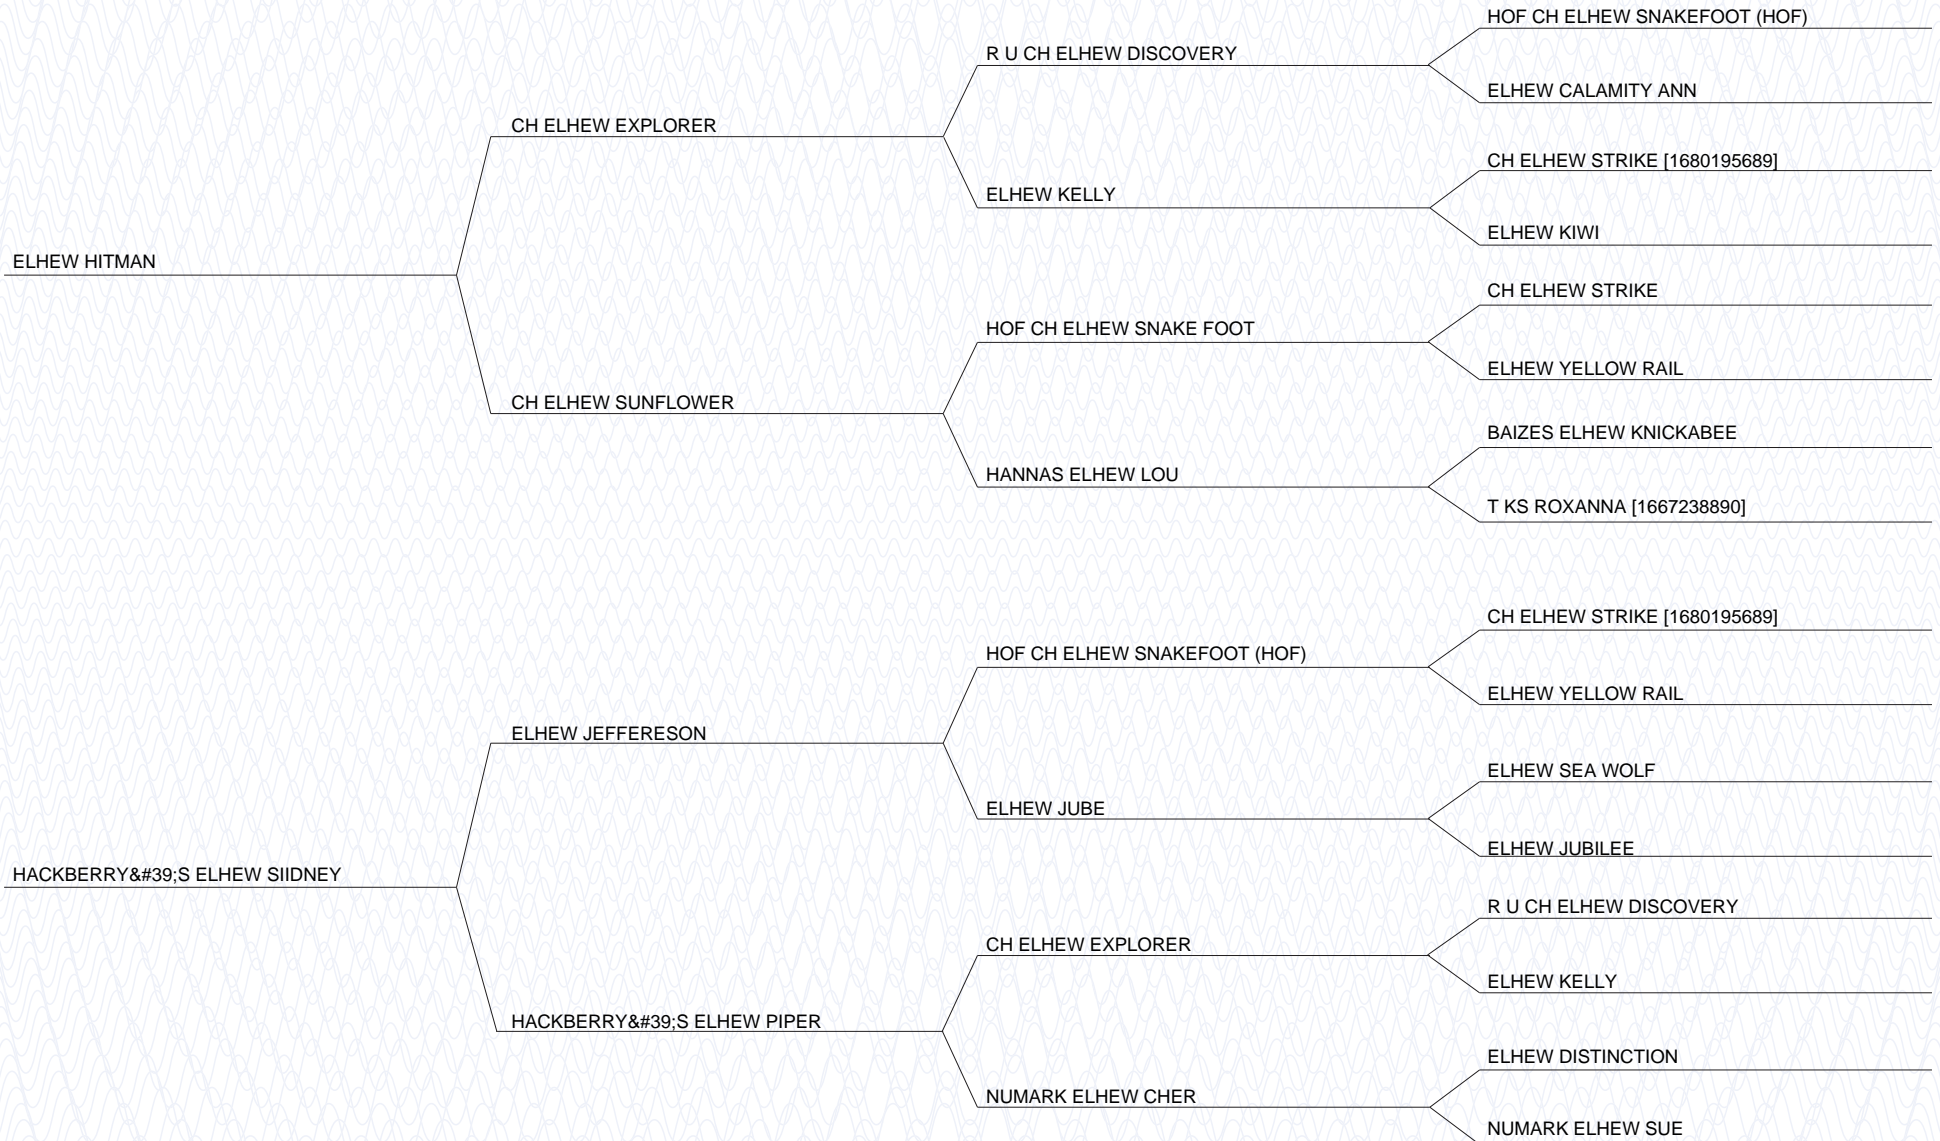 HOF CH ELHEW SNAKEFOOT (HOF)
R U CH ELHEW DISCOVERY
ELHEW CALAMITY ANN
CH ELHEW EXPLORER
CH ELHEW STRIKE [1680195689]
ELHEW KELLY
ELHEW KIWI
ELHEW HITMAN
CH ELHEW STRIKE
HOF CH ELHEW SNAKE FOOT
ELHEW YELLOW RAIL
CH ELHEW SUNFLOWER
BAIZES ELHEW KNICKABEE
HANNAS ELHEW LOU
T KS ROXANNA [1667238890]
CH ELHEW STRIKE [1680195689]
HOF CH ELHEW SNAKEFOOT (HOF)
ELHEW YELLOW RAIL
ELHEW JEFFERESON
ELHEW SEA WOLF
ELHEW JUBE
ELHEW JUBILEE
HACKBERRY&#39;S ELHEW SIIDNEY
R U CH ELHEW DISCOVERY
CH ELHEW EXPLORER
ELHEW KELLY
HACKBERRY&#39;S ELHEW PIPER
ELHEW DISTINCTION
NUMARK ELHEW CHER
NUMARK ELHEW SUE